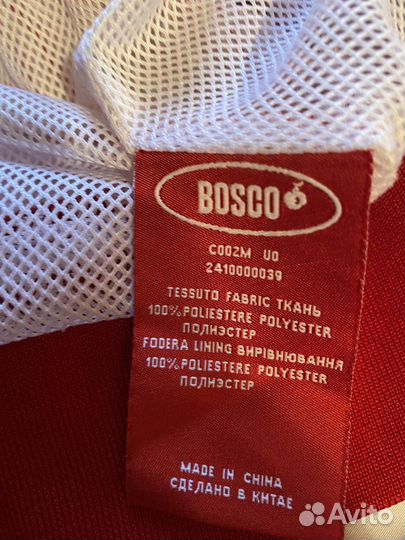 BOSCO
C002M U0
2410000039
TESSUTO FABRIC ТКАНЬ
100%POLIESTERE POLYESTER
ПОЛИЭСТЕР
FODERA LINING ВИРІВНЮВАННЯ
100%POLIESTERE POLYESTER
ПОЛИЭСТЕР
MADE IN CHINA
СДЕЛАНО В КИТАЕ
Avito